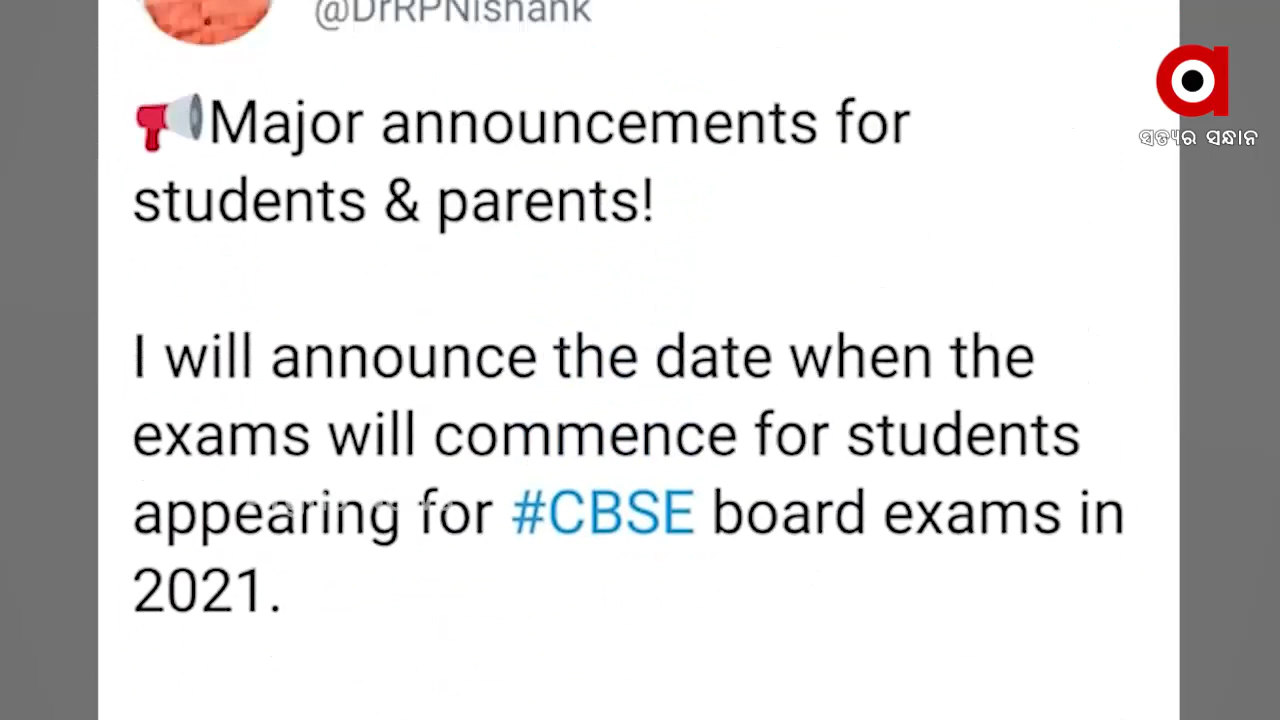 @DrRPNishank
📢Major announcements for
students & parents!
I will announce the date when the
exams will commence for students
appearing for #CBSE board exams in
2021.
ସତ୍ୟର ସନ୍ଧାନ